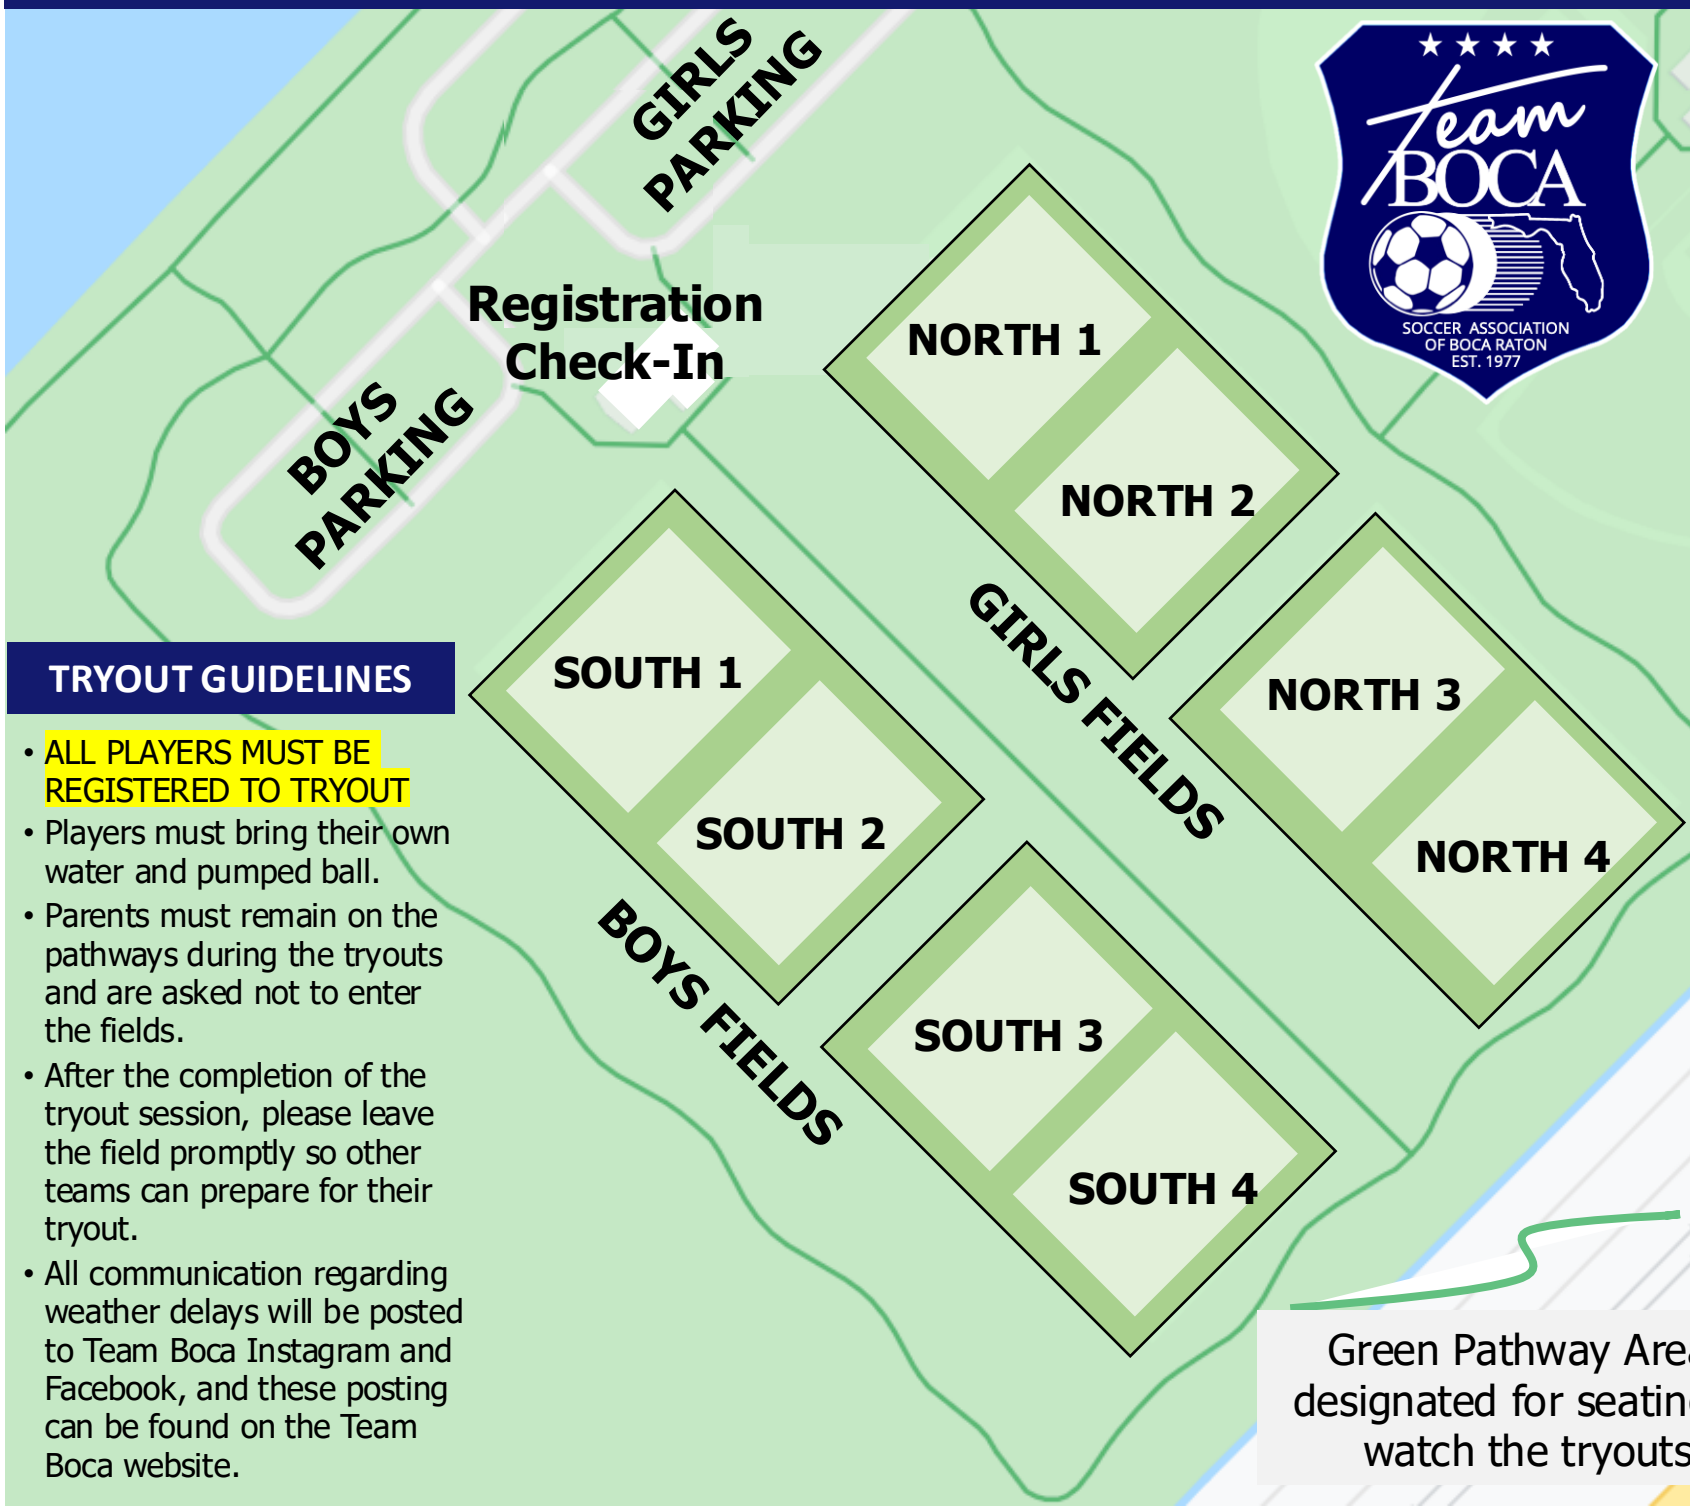 GIRLS
PARKING
★ ★ ★ ★
Team
BOCA
SOCCER ASSOCIATION
OF BOCA RATON
EST. 1977
Registration
Check-In
BOYS
PARKING
NORTH 1
NORTH 2
GIRLS FIELDS
NORTH 3
NORTH 4
SOUTH 1
SOUTH 2
BOYS FIELDS
SOUTH 3
SOUTH 4
TRYOUT GUIDELINES
• ALL PLAYERS MUST BE
REGISTERED TO TRYOUT
• Players must bring their own
water and pumped ball.
• Parents must remain on the
pathways during the tryouts
and are asked not to enter
the fields.
• After the completion of the
tryout session, please leave
the field promptly so other
teams can prepare for their
tryout.
• All communication regarding
weather delays will be posted
to Team Boca Instagram and
Facebook, and these posting
can be found on the Team
Boca website.
Green Pathway
designated for
watch the tryouts